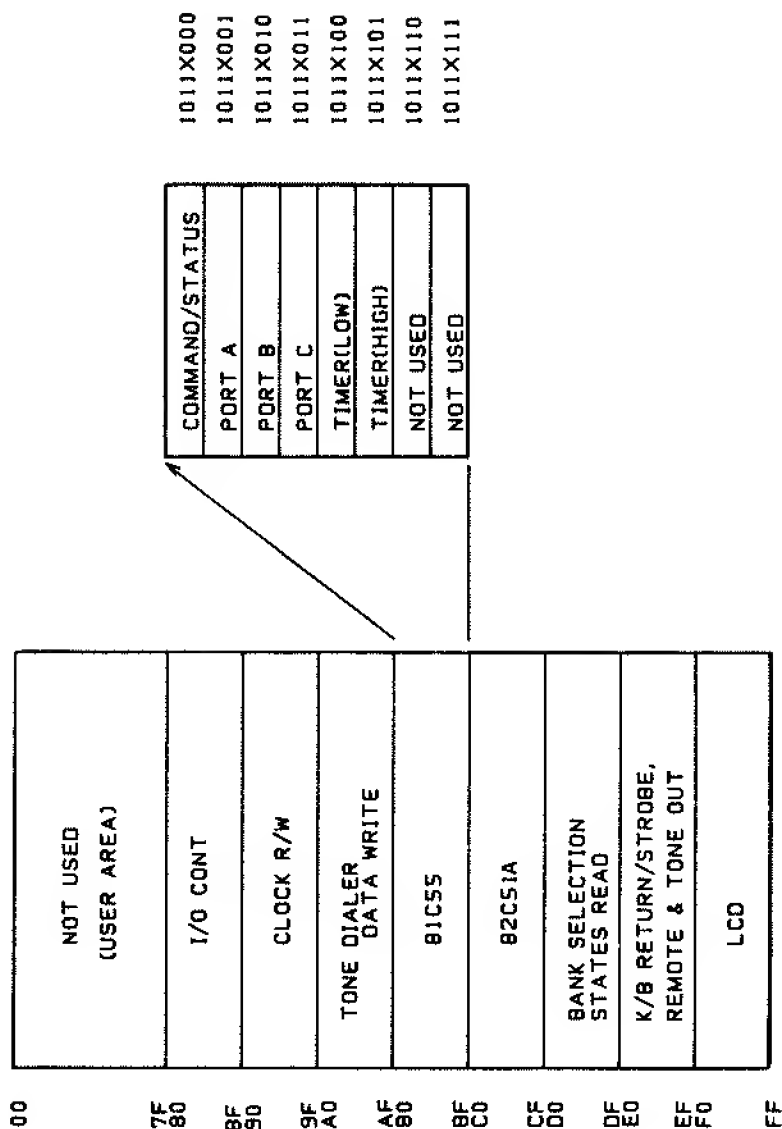 00
NOT USED
(USER AREA)
7F
80
I/O CONT
8F
90
CLOCK R/W
9F
A0
TONE DIALER
DATA WRITE
AF
B0
81C55
BF
C0
82C51A
CF
D0
BANK SELECTION
STATES READ
DF
E0
K/B RETURN/STROBE,
REMOTE & TONE OUT
EF
F0
LCD
FF
COMMAND/STATUS 1011X000
PORT A 1011X001
PORT B 1011X010
PORT C 1011X011
TIMER(LOW) 1011X100
TIMER(HIGH) 1011X101
NOT USED 1011X110
NOT USED 1011X111